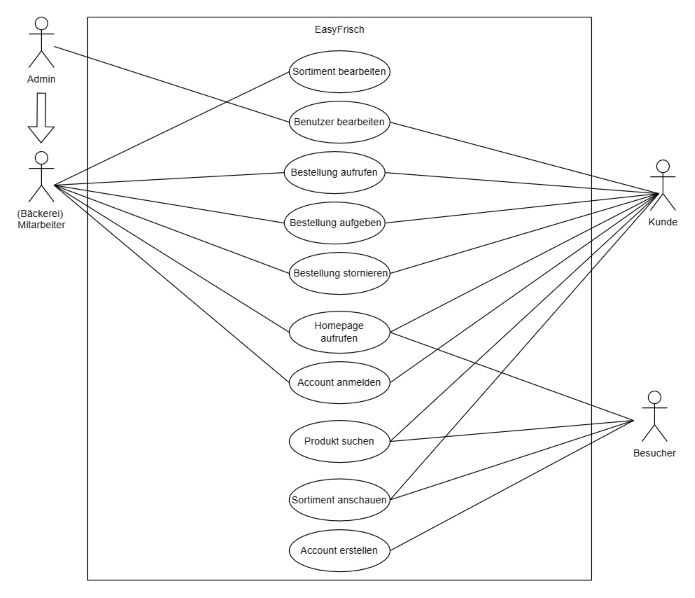 EasyFrisch
Admin
Sortiment bearbeiten
Benutzer bearbeiten
(Bäckerei)
Mitarbeiter
Bestellung aufrufen
Bestellung aufgeben
Kunde
Bestellung stornieren
Homepage
aufrufen
Account anmelden
Produkt suchen
Besucher
Sortiment anschauen
Account erstellen